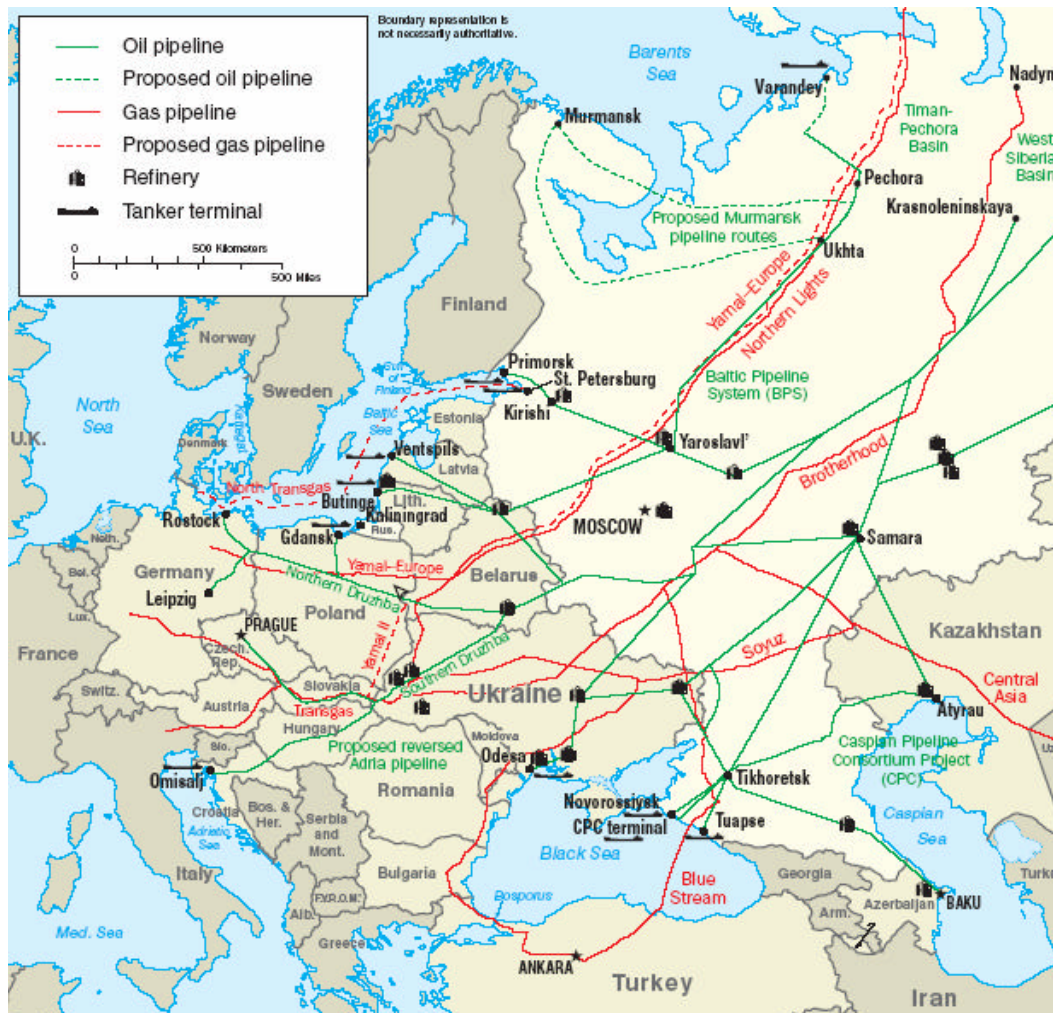 Boundary representation is
not necessarily authoritative.
Oil pipeline
Proposed oil pipeline
Gas pipeline
Proposed gas pipeline
Refinery
Tanker terminal
0
500 Kilometers
0
500 Miles
Barents
Sea
Varandey
Nadym
Murmansk
Timan-
Pechora
Basin
West
Siberia
Basin
Pechora
Krasnoleninskaya
Proposed Murmansk
pipeline routes
Ukhta
Yamal–Europe
Northern Lights
Finland
Norway
Sweden
Primorsk
Gulf of
Finland
St. Petersburg
Kirishi
Baltic Pipeline
System (BPS)
North
Sea
Baltic
Sea
Estonia
U.K.
Kattegat
Denmark
Ventspils
Yaroslavl'
Latvia
Brotherhood
North Transgas
Butinge
Lith.
Kaliningrad
Rus.
MOSCOW
Rostock
Gdansk
Samara
Neth.
Yamal–Europe
Belarus
Germany
Bel.
Northern Druzhba
Leipzig
Poland
Lux.
PRAGUE
Kazakhstan
Czech.
Rep.
Yamal II
Southern Druzhba
Soyuz
France
Slovakia
Ukraine
Central
Asia
Switz.
Austria
Transgas
Hungary
Atyrau
Moldova
Slo.
Proposed reversed
Adria pipeline
Odesa
Caspian Pipeline
Consortium Project
(CPC)
Omisalj
Tikhoretsk
Romania
Croatia
Bos. &
Her.
Serbia
and
Mont.
Novorossiysk
CPC terminal
Tuapse
Caspian
Sea
Adriatic
Sea
Black Sea
Italy
Bulgaria
Georgia
Blue
Stream
F.Y.R.O.M.
Bosporus
Azerbaijan
BAKU
Alb.
Arm.
Med. Sea
Greece
ANKARA
Turkey
Iran